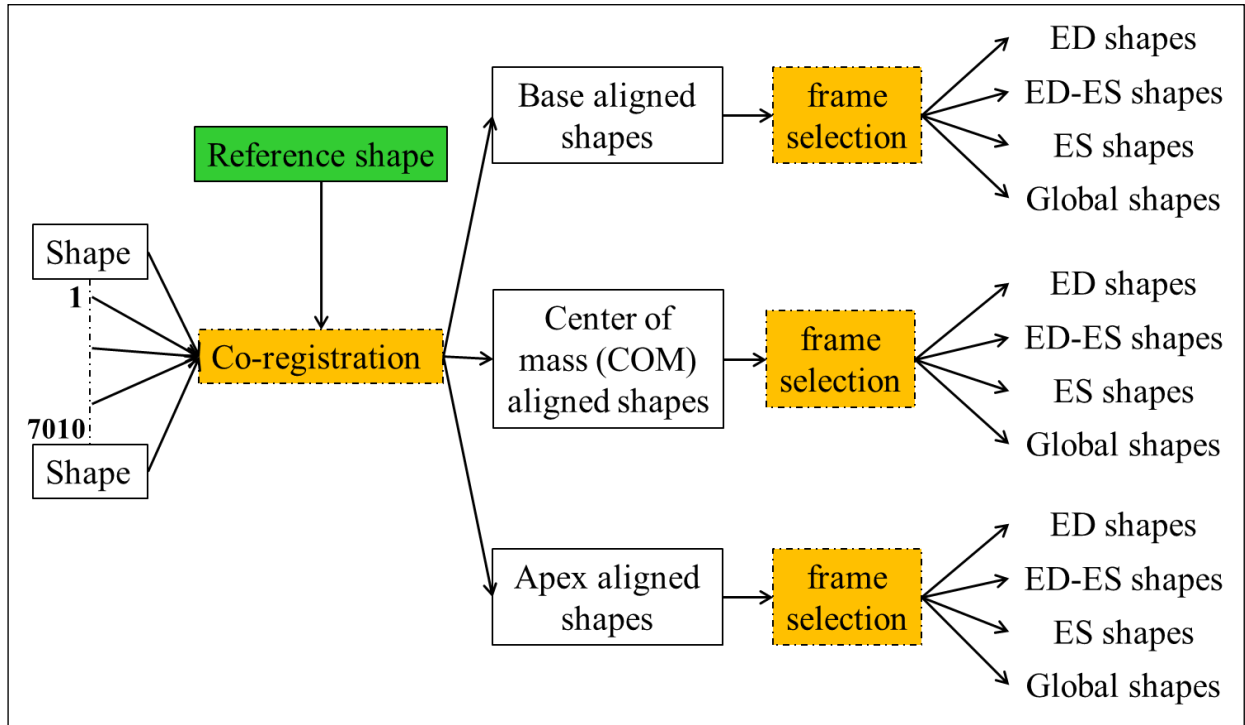 Shape
1
7010
Shape
Reference shape
Co-registration
Base aligned
shapes
frame
selection
ED shapes
ED-ES shapes
ES shapes
Global shapes
Center of
mass (COM)
aligned shapes
frame
selection
ED shapes
ED-ES shapes
ES shapes
Global shapes
Apex aligned
shapes
frame
selection
ED shapes
ED-ES shapes
ES shapes
Global shapes